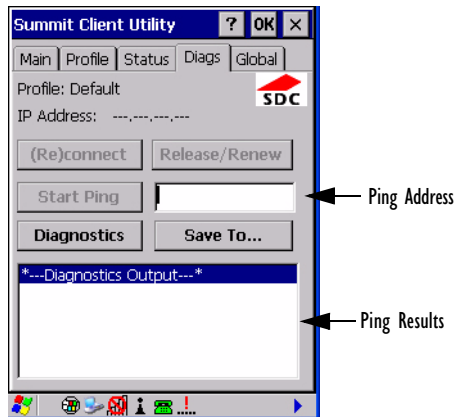 Summit Client Utility ? OK ×
Main Profile Status Diags Global
Profile: Default
SDC
IP Address: ---.---.---.---
(Re)connect Release/Renew
Start Ping
Ping Address
Diagnostics Save To...
*---Diagnostics Output---*
Ping Results